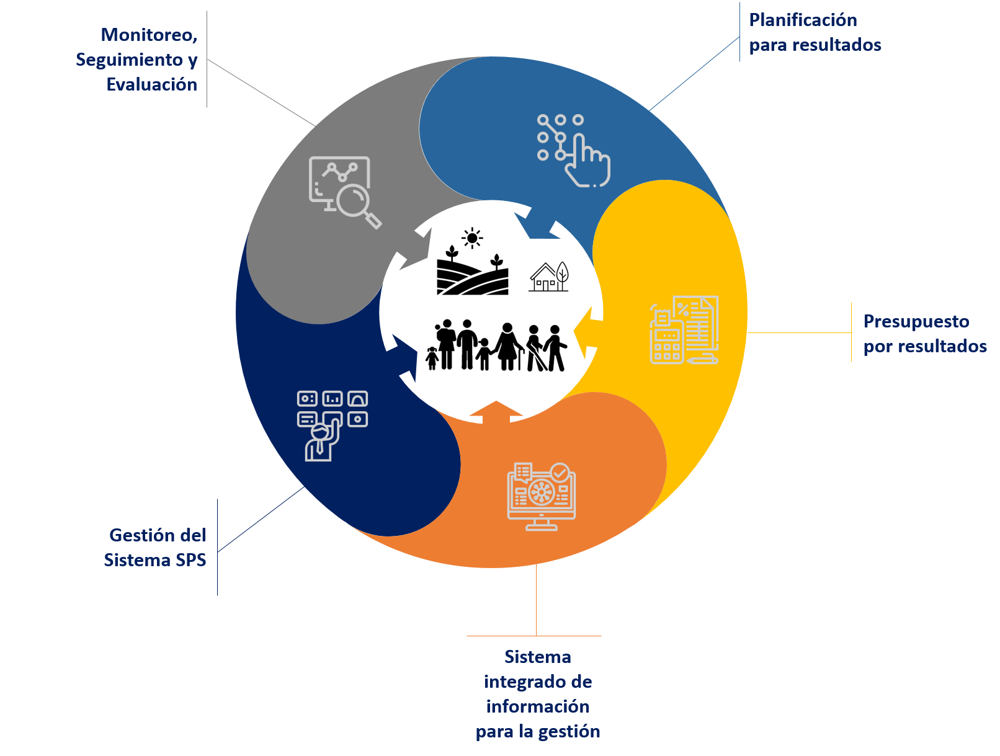 Monitoreo,
Seguimiento y
Evaluación
Planificación
para resultados
Presupuesto
por resultados
Gestión del
Sistema SPS
Sistema
integrado de
información
para la gestión